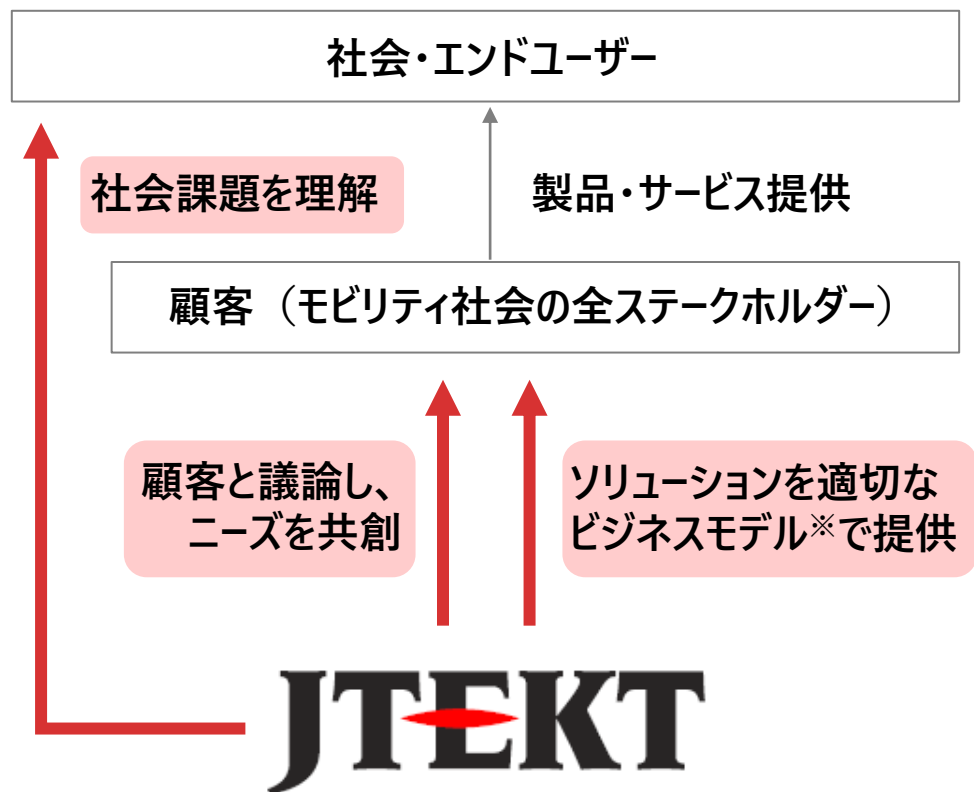 社会・エンドユーザー
社会課題を理解
製品・サービス提供
顧客（モビリティ社会の全ステークホルダー）
顧客と議論し、
ニーズを共創
ソリューションを適切な
ビジネスモデル※で提供
JTEKT